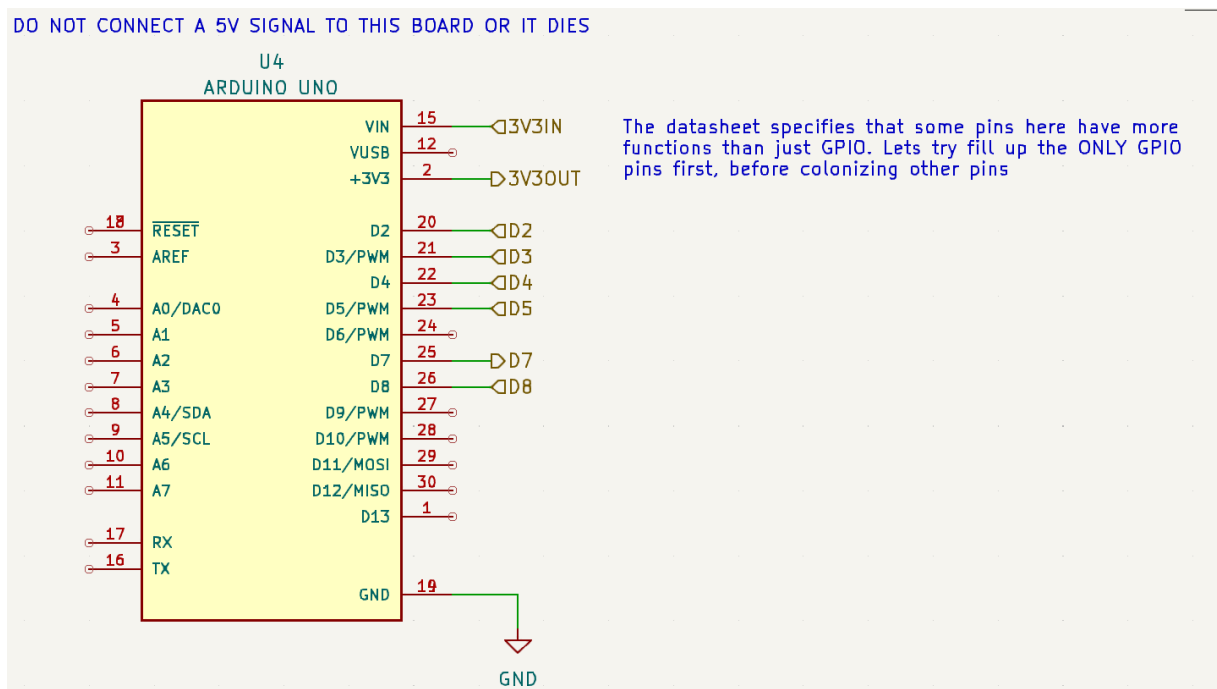 DO NOT CONNECT A 5V SIGNAL TO THIS BOARD OR IT DIES
U4
ARDUINO UNO
The datasheet specifies that some pins here have more
functions than just GPIO. Lets try fill up the ONLY GPIO
pins first, before colonizing other pins
VIN 15 3V3IN
VUSB 12
+3V3 2 3V3OUT
RESET D2 20 D2
3 AREF D3/PWM 21 D3
D4 22 D4
4 A0/DAC0 D5/PWM 23 D5
5 A1 D6/PWM 24
6 A2 D7 25 D7
7 A3 D8 26 D8
8 A4/SDA D9/PWM 27
9 A5/SCL D10/PWM 28
10 A6 D11/MOSI 29
11 A7 D12/MISO 30
D13 1
17 RX
16 TX
GND
GND